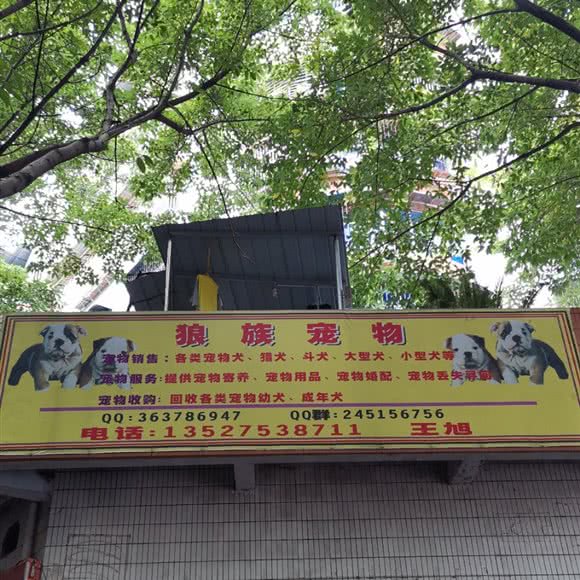 狼族宠物
宠物销售：各类宠物犬、猎犬、斗犬、大型犬、小型犬等
宠物服务:提供宠物寄养、宠物用品、宠物婚配、宠物丢失寻回
宠物收购: 回收各类宠物幼犬、成年犬
QQ:363786947 QQ群:245156756
电话:13527538711 王旭